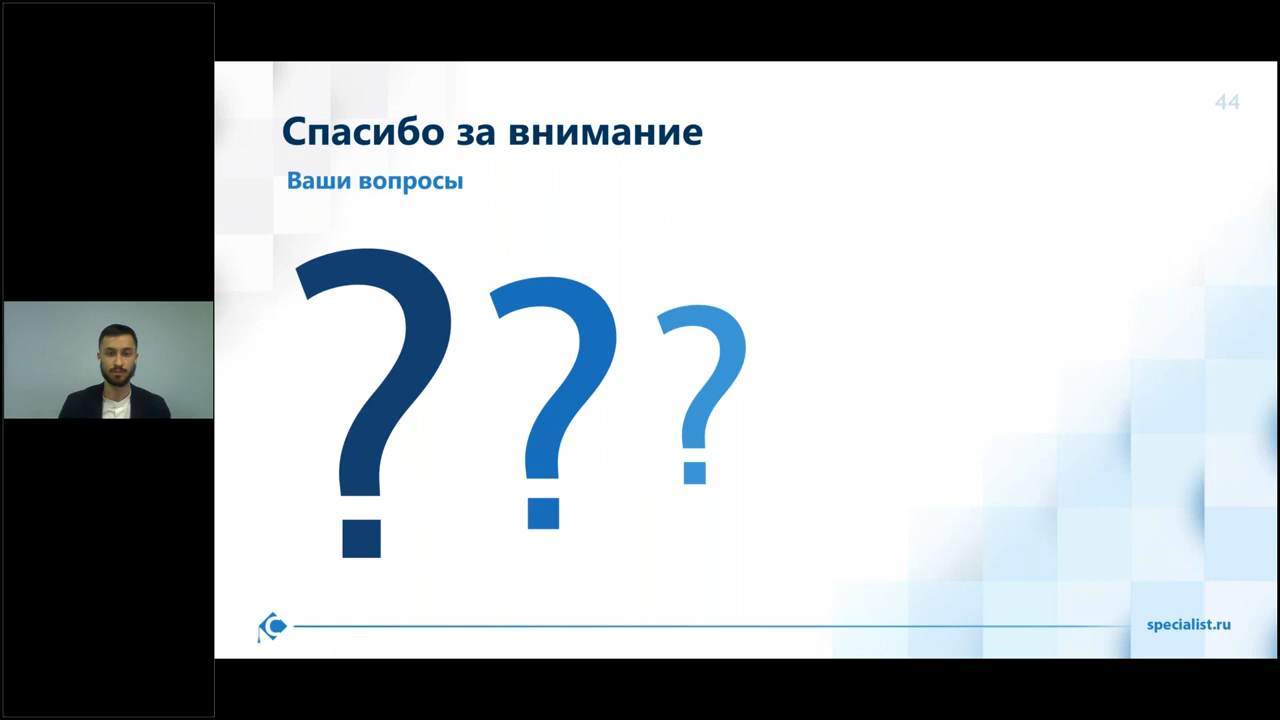 44
Спасибо за внимание
Ваши вопросы
? ? ?
specialist.ru